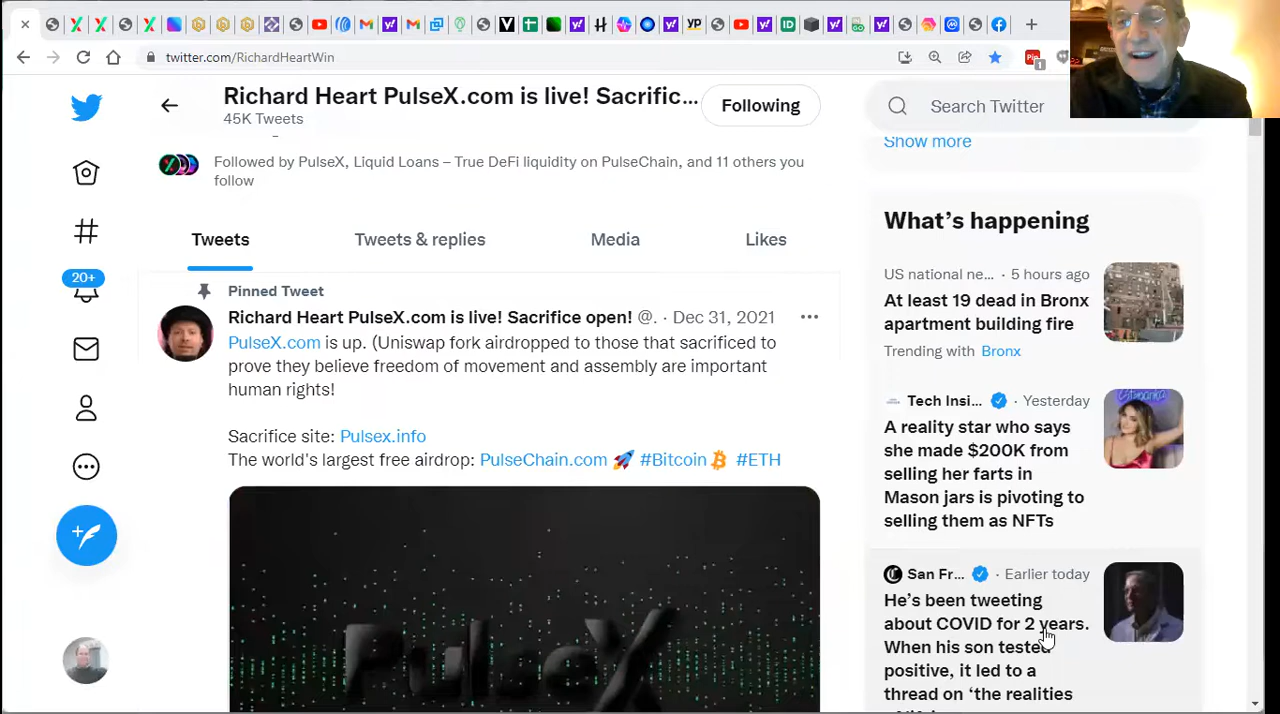 twitter.com/RichardHeartWin
Richard Heart PulseX.com is live! Sacrific...
45K Tweets
Following
Search Twitter
Followed by PulseX, Liquid Loans – True DeFi liquidity on PulseChain, and 11 others you
follow
Show more
Tweets
Tweets & replies
Media
Likes
20+
Pinned Tweet
Richard Heart PulseX.com is live! Sacrifice open! @. · Dec 31, 2021
PulseX.com is up. (Uniswap fork airdropped to those that sacrificed to
prove they believe freedom of movement and assembly are important
human rights!
Sacrifice site: Pulsex.info
The world's largest free airdrop: PulseChain.com 🚀 #Bitcoin #ETH
PulseX
What's happening
US national ne... · 5 hours ago
At least 19 dead in Bronx
apartment building fire
Trending with Bronx
Tech Insi... · Yesterday
A reality star who says
she made $200K from
selling her farts in
Mason jars is pivoting to
selling them as NFTs
San Fr... · Earlier today
He's been tweeting
about COVID for 2 years.
When his son tested
positive, it led to a
thread on 'the realities